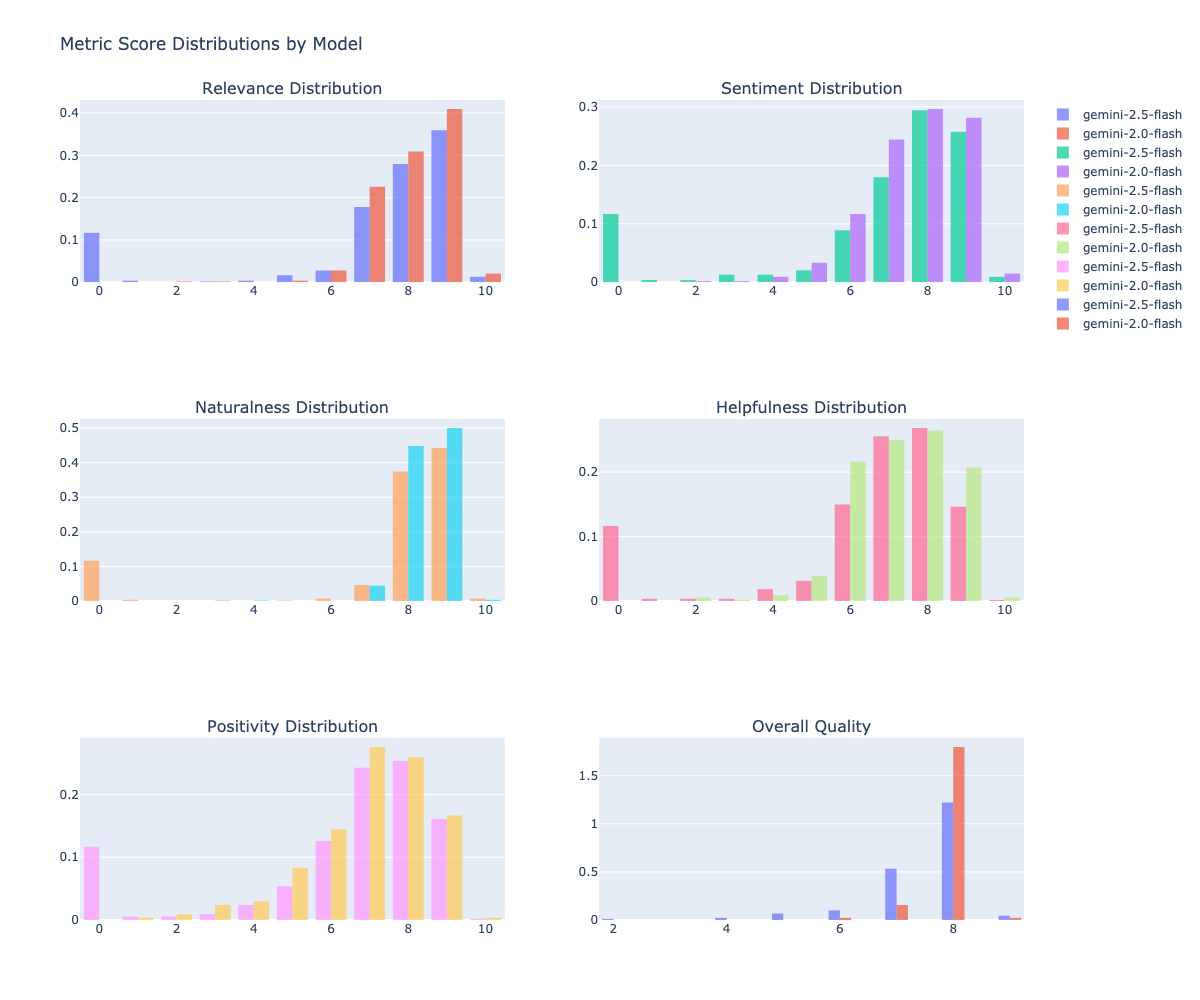 Metric Score Distributions by Model
Relevance Distribution
0.4
0.3
0.2
0.1
0
0 2 4 6 8 10
Sentiment Distribution
0.3
0.2
0.1
0
0 2 4 6 8 10
gemini-2.5-flash
gemini-2.0-flash
gemini-2.5-flash
gemini-2.0-flash
gemini-2.5-flash
gemini-2.0-flash
gemini-2.5-flash
gemini-2.0-flash
gemini-2.5-flash
gemini-2.0-flash
gemini-2.5-flash
gemini-2.0-flash
Naturalness Distribution
0.5
0.4
0.3
0.2
0.1
0
0 2 4 6 8 10
Helpfulness Distribution
0.2
0.1
0
0 2 4 6 8 10
Positivity Distribution
0.2
0.1
0
0 2 4 6 8 10
Overall Quality
1.5
1
0.5
0
2 4 6 8